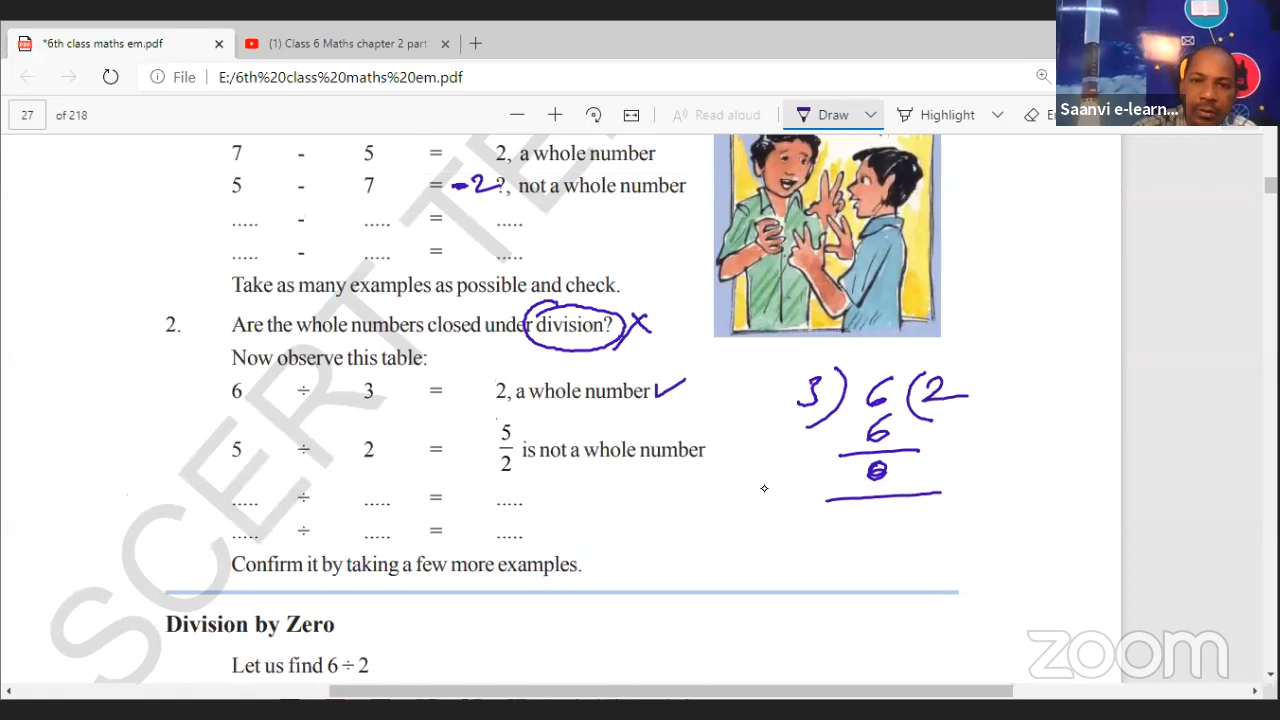 *6th class maths em.pdf
(1) Class 6 Maths chapter 2 part
File E:/6th%20class%20maths%20em.pdf
Saanvi e-learn...
27 of 218
Read aloud
Draw
Highlight
7 - 5 = 2, a whole number
5 - 7 = -2 ?, not a whole number
..... - ..... = .....
..... - ..... = .....
Take as many examples as possible and check.
2. Are the whole numbers closed under division? x
Now observe this table:
6 ÷ 3 = 2, a whole number ✓
5 ÷ 2 = 5/2 is not a whole number
..... ÷ ..... = .....
..... ÷ ..... = .....
Confirm it by taking a few more examples.
3 ) 6 ( 2
6
0
Division by Zero
Let us find 6 ÷ 2
SCERT TE
zoom